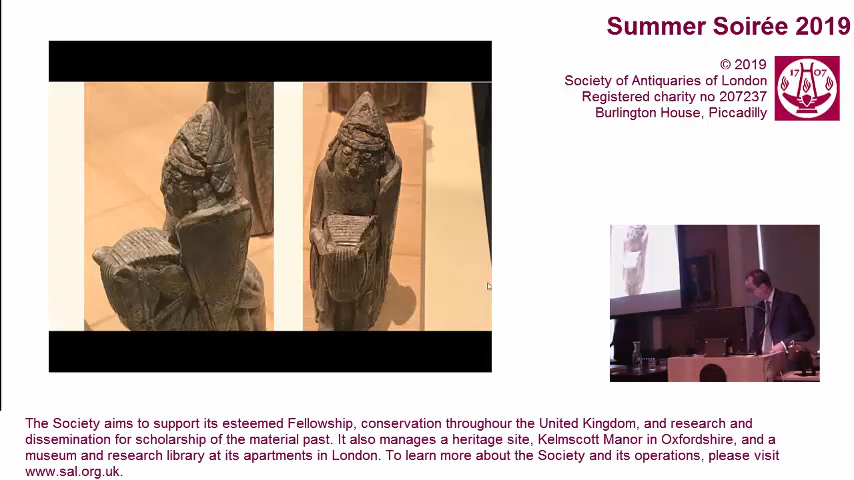 Summer Soirée 2019
© 2019
Society of Antiquaries of London
Registered charity no 207237
Burlington House, Piccadilly
17 07
The Society aims to support its esteemed Fellowship, conservation throughour the United Kingdom, and research and
dissemination for scholarship of the material past. It also manages a heritage site, Kelmscott Manor in Oxfordshire, and a
museum and research library at its apartments in London. To learn more about the Society and its operations, please visit
www.sal.org.uk.